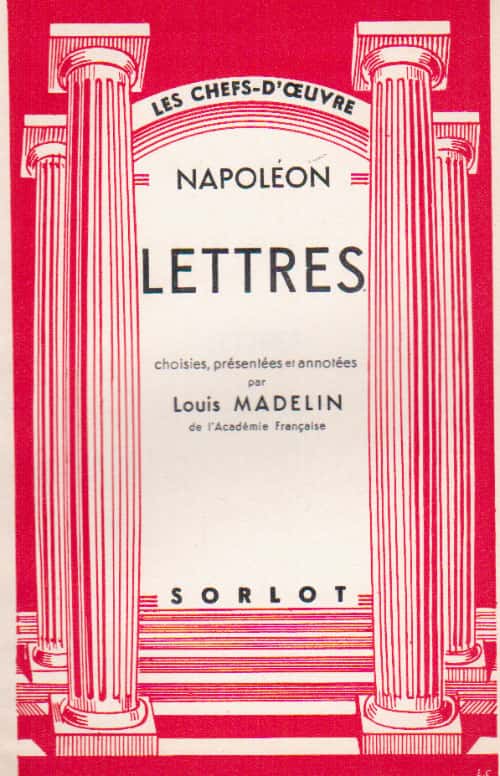 LES CHEFS-D'ŒUVRE
NAPOLÉON
LETTRES
choisies, présentées et annotées
par
Louis MADELIN
de l'Académie Française
SORLOT